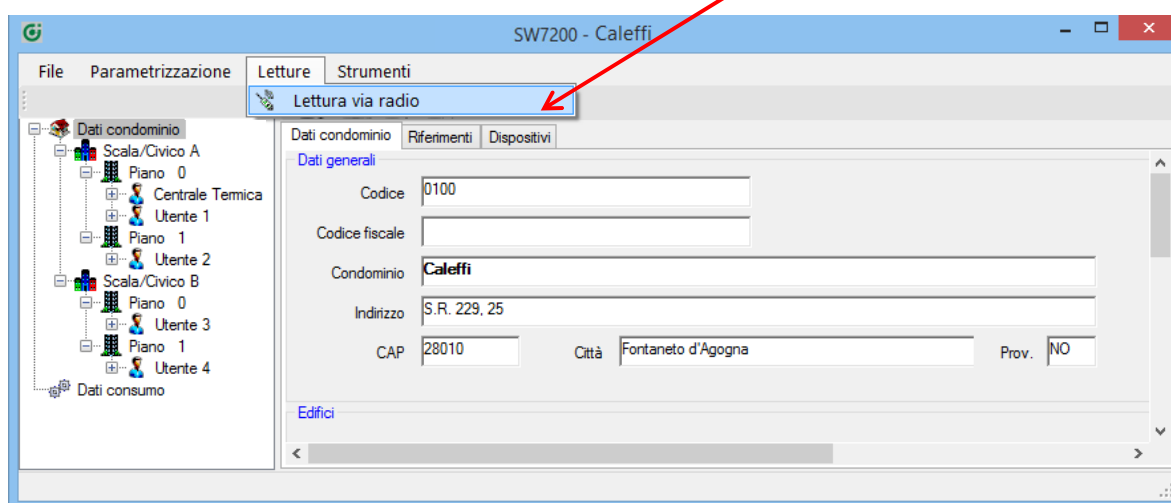 SW7200 - Caleffi
File Parametrizzazione Letture Strumenti
Lettura via radio
Dati condominio
Scala/Civico A
Piano 0
Centrale Termica
Utente 1
Piano 1
Utente 2
Scala/Civico B
Piano 0
Utente 3
Piano 1
Utente 4
Dati consumo
Dati condominio Riferimenti Dispositivi
Dati generali
Codice 0100
Codice fiscale
Condominio Caleffi
Indirizzo S.R. 229, 25
CAP 28010 Città Fontaneto d'Agogna Prov. NO
Edifici